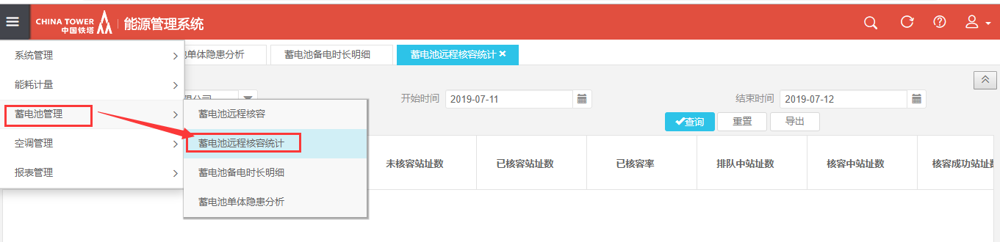 CHINA TOWER
中国铁塔
能源管理系统
系统管理
能耗计量
蓄电池管理
空调管理
报表管理
蓄电池远程核容
蓄电池远程核容统计
蓄电池备电时长明细
蓄电池单体隐患分析
池单体隐患分析
蓄电池备电时长明细
蓄电池远程核容统计 ×
限公司
开始时间 2019-07-11
结束时间 2019-07-12
查询 重置 导出
未核容站址数 已核容站址数 已核容率 排队中站址数 核容中站址数 核容成功站址数